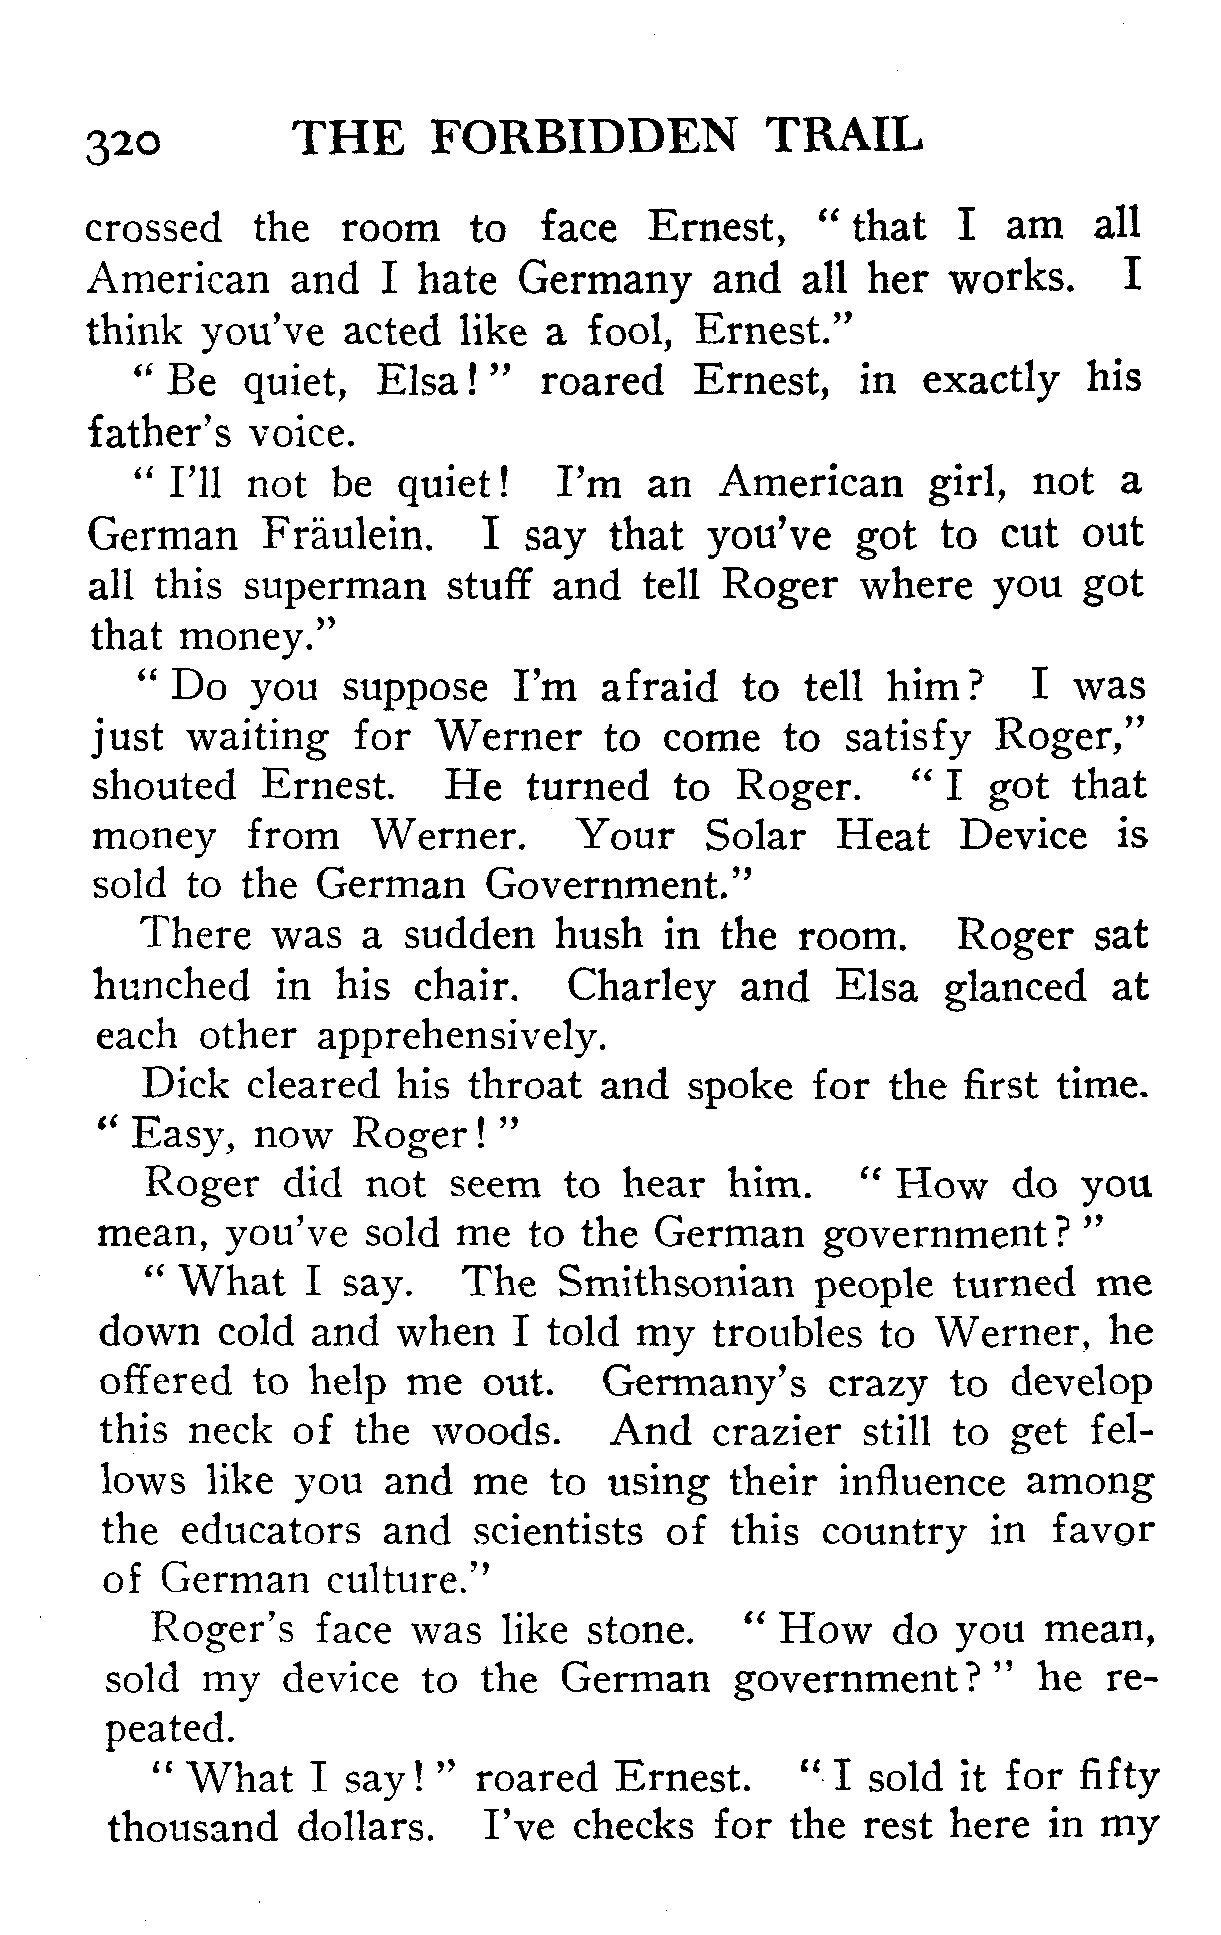 320 THE FORBIDDEN TRAIL
crossed the room to face Ernest, " that I am all
American and I hate Germany and all her works. I
think you've acted like a fool, Ernest."
" Be quiet, Elsa! " roared Ernest, in exactly his
father's voice.
" I'll not be quiet! I'm an American girl, not a
German Fräulein. I say that you've got to cut out
all this superman stuff and tell Roger where you got
that money."
" Do you suppose I'm afraid to tell him? I was
just waiting for Werner to come to satisfy Roger,"
shouted Ernest. He turned to Roger. " I got that
money from Werner. Your Solar Heat Device is
sold to the German Government."
There was a sudden hush in the room. Roger sat
hunched in his chair. Charley and Elsa glanced at
each other apprehensively.
Dick cleared his throat and spoke for the first time.
" Easy, now Roger! "
Roger did not seem to hear him. " How do you
mean, you've sold me to the German government? "
" What I say. The Smithsonian people turned me
down cold and when I told my troubles to Werner, he
offered to help me out. Germany's crazy to develop
this neck of the woods. And crazier still to get fel-
lows like you and me to using their influence among
the educators and scientists of this country in favor
of German culture."
Roger's face was like stone. " How do you mean,
sold my device to the German government? " he re-
peated.
" What I say! " roared Ernest. " I sold it for fifty
thousand dollars. I've checks for the rest here in my